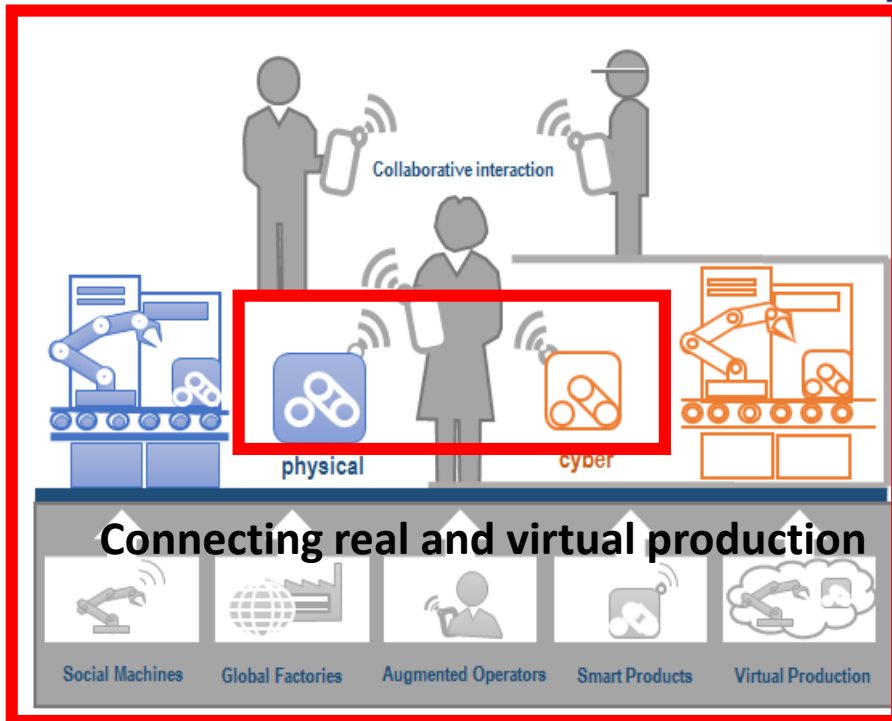 Collaborative interaction
physical
cyber
Connecting real and virtual production
Social Machines
Global Factories
Augmented Operators
Smart Products
Virtual Production